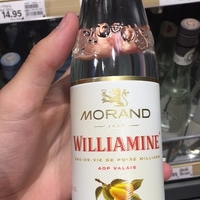 14.95
MORAND
WILLIAMINE
EAU-DE-VIE DE POIRE WILLIAMS
AOP VALAIS